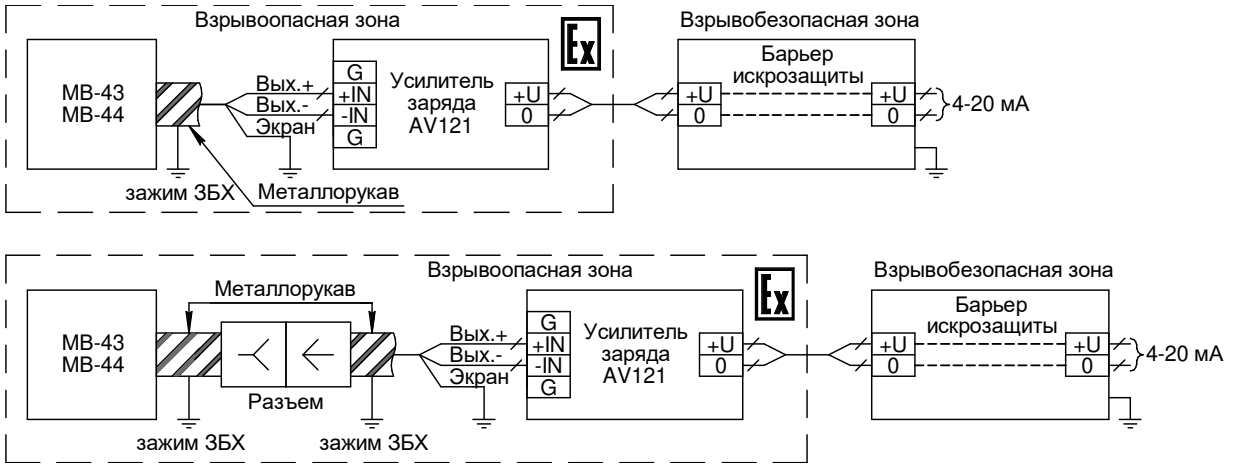 Взрывоопасная зона
Взрывобезопасная зона
Ex
МВ-43
МВ-44
Вых.+
Вых.-
Экран
G
+IN
-IN
G
Усилитель
заряда
AV121
+U
0
Барьер
искрозащиты
+U
0
+U
0
4-20 мА
зажим ЗБХ
Металлорукав
Взрывоопасная зона
Взрывобезопасная зона
Ex
Металлорукав
МВ-43
МВ-44
Разъем
Вых.+
Вых.-
Экран
G
+IN
-IN
G
Усилитель
заряда
AV121
+U
0
Барьер
искрозащиты
+U
0
+U
0
4-20 мА
зажим ЗБХ
зажим ЗБХ